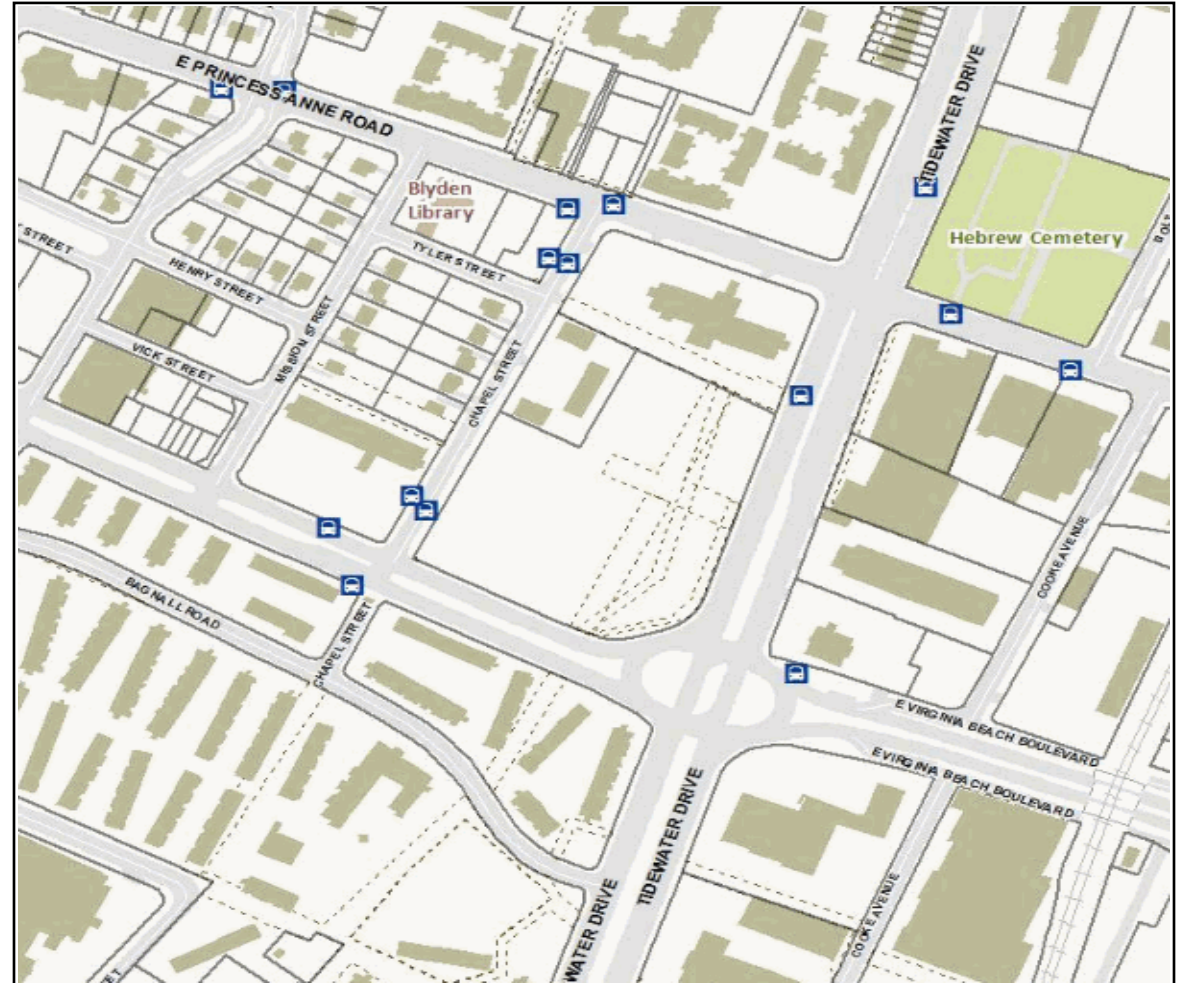 E PRINCESS ANNE ROAD
TIDEWATER DRIVE
Blyden
Library
Hebrew Cemetery
STREET
TYLER STREET
HENRY STREET
MISSION STREET
VICK STREET
CHAPEL STREET
COOKE AVENUE
BAGNALL ROAD
CHAPEL STREET
E VIRGINIA BEACH BOULEVARD
E VIRGINIA BEACH BOULEVARD
TIDEWATER DRIVE
WATER DRIVE
COOKE AVENUE